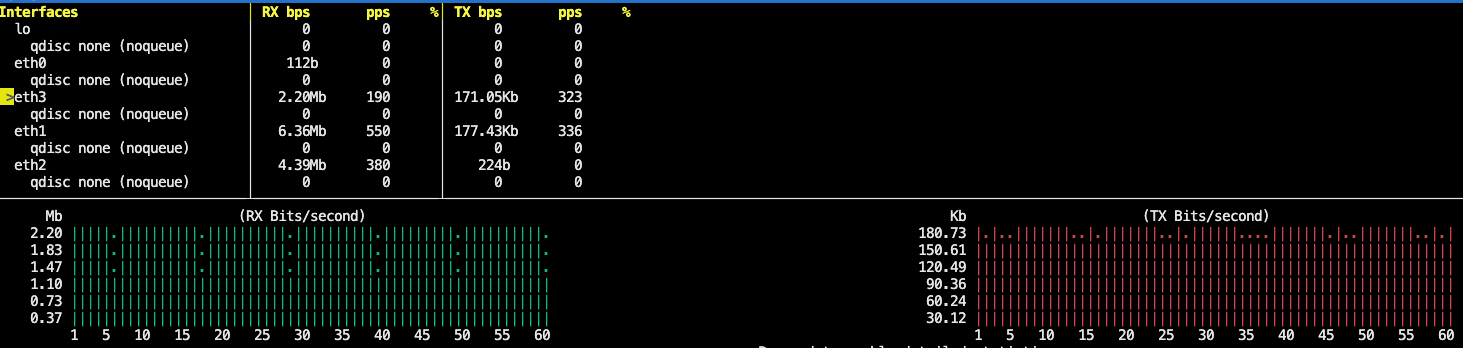 Interfaces RX bps pps % TX bps pps %
lo 0 0 0 0
qdisc none (noqueue) 0 0 0 0
eth0 112b 0 0 0
qdisc none (noqueue) 0 0 0 0
>eth3 2.20Mb 190 171.05Kb 323
qdisc none (noqueue) 0 0 0 0
eth1 6.36Mb 550 177.43Kb 336
qdisc none (noqueue) 0 0 0 0
eth2 4.39Mb 380 224b 0
qdisc none (noqueue) 0 0 0 0
Mb (RX Bits/second) Kb (TX Bits/second)
2.20 180.73
1.83 150.61
1.47 120.49
1.10 90.36
0.73 60.24
0.37 30.12
1 5 10 15 20 25 30 35 40 45 50 55 60 1 5 10 15 20 25 30 35 40 45 50 55 60